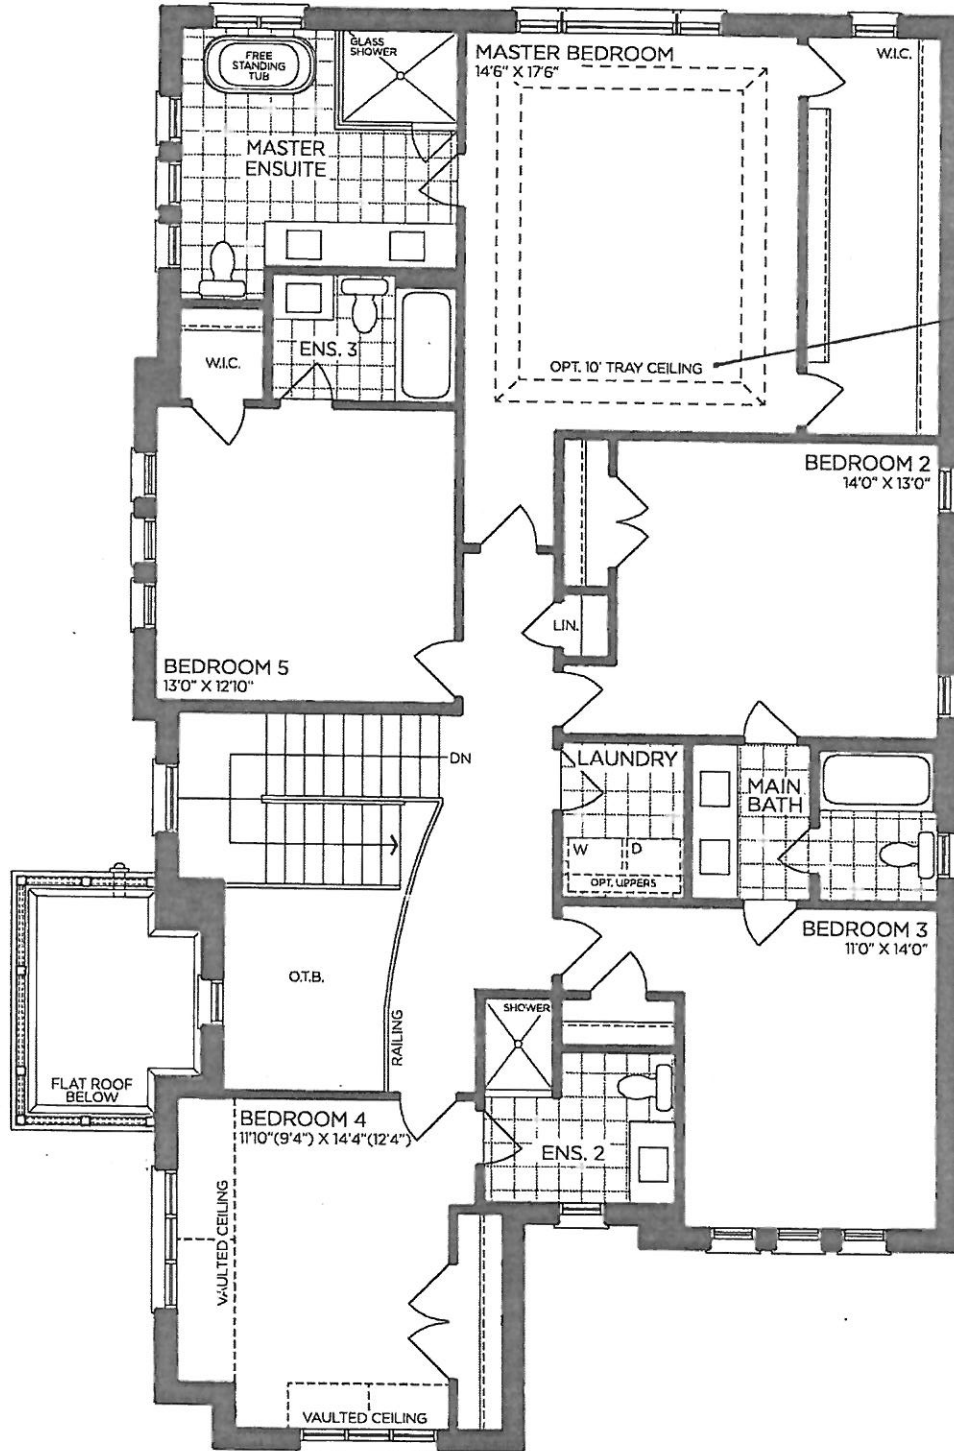 FREE
STANDING
TUB
GLASS
SHOWER
MASTER
ENSUITE
MASTER BEDROOM
14'6" X 17'6"
W.I.C.
OPT. 10' TRAY CEILING
W.I.C.
ENS. 3
BEDROOM 2
14'0" X 13'0"
LIN.
BEDROOM 5
13'0" X 12'10"
DN
LAUNDRY
W
D
OPT. UPPERS
MAIN
BATH
BEDROOM 3
11'0" X 14'0"
O.T.B.
RAILING
SHOWER
FLAT ROOF
BELOW
BEDROOM 4
11'10"(9'4") X 14'4"(12'4")
ENS. 2
VAULTED CEILING
VAULTED CEILING